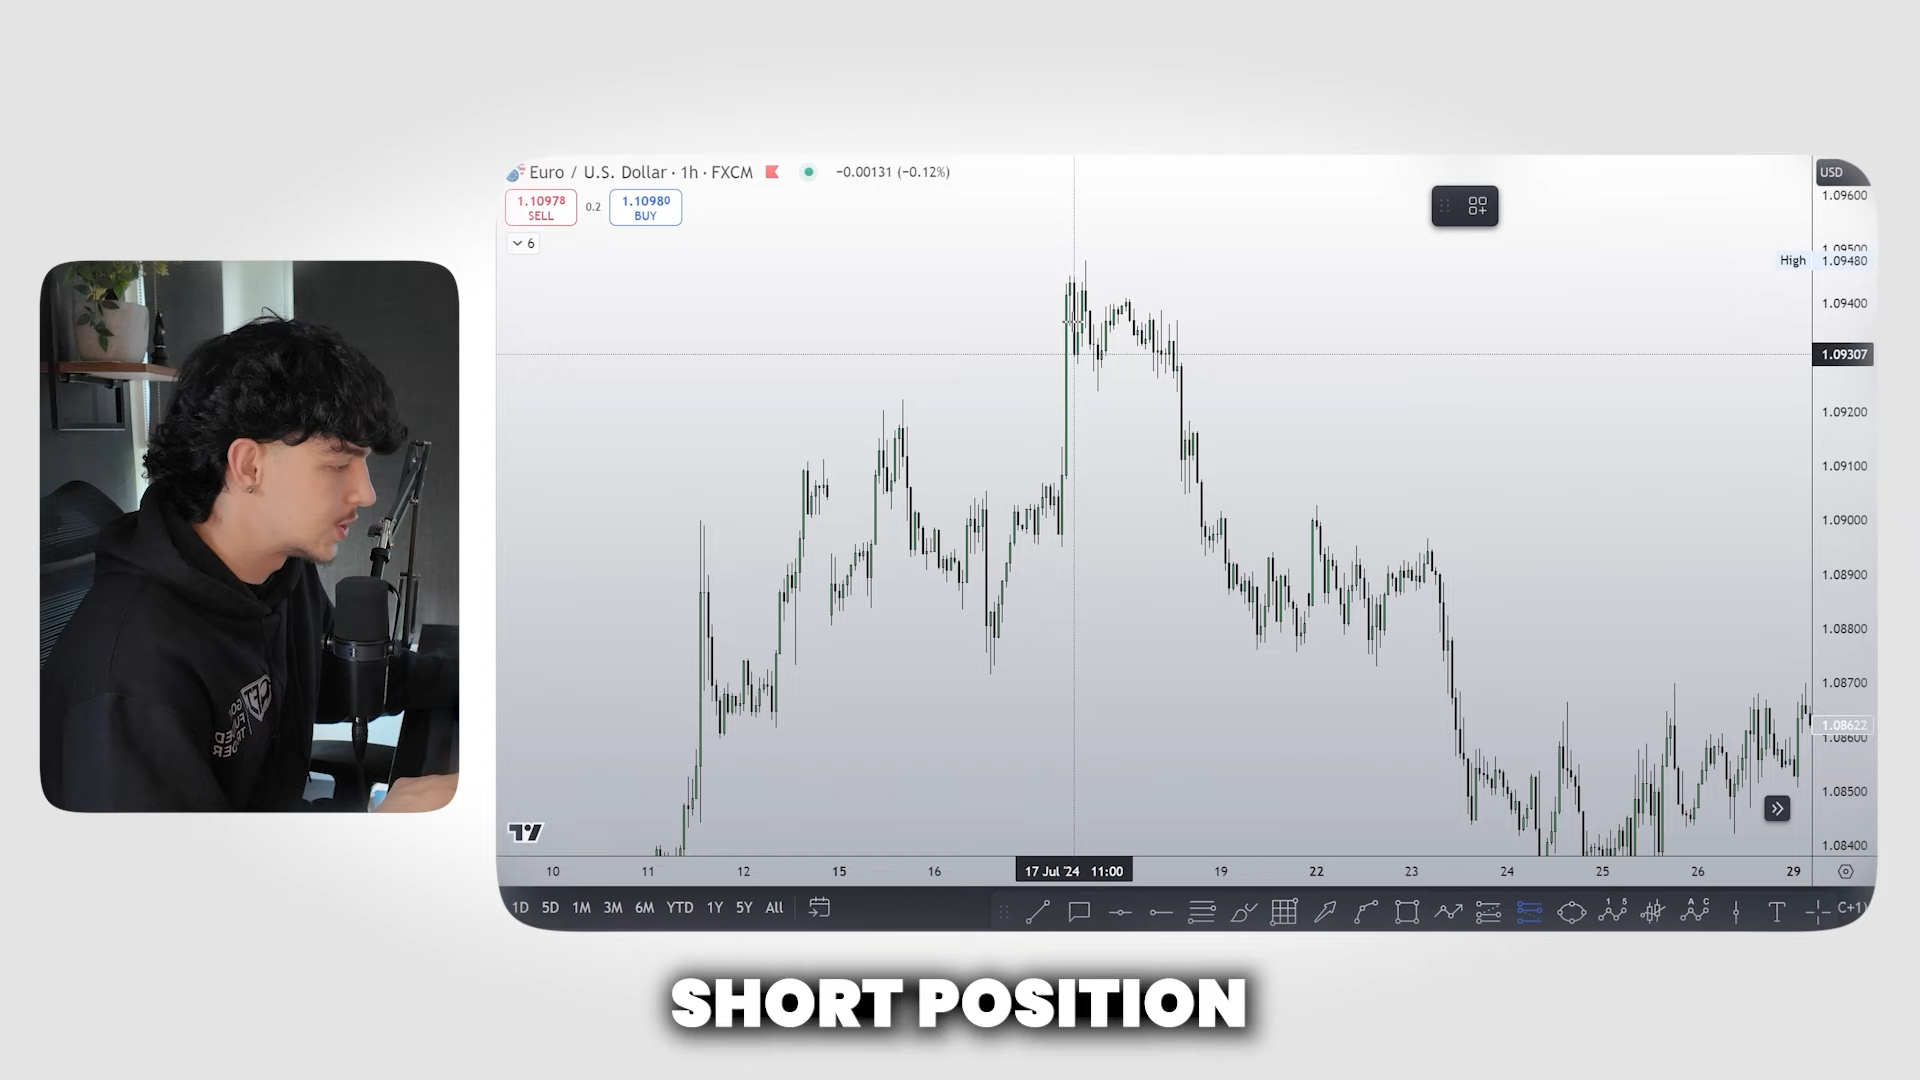 Euro / U.S. Dollar · 1h · FXCM
−0.00131 (−0.12%)
1.10978
SELL
0.2
1.10980
BUY
6
USD
1.09600
1.09500
High 1.09480
1.09400
1.09307
1.09200
1.09100
1.09000
1.08900
1.08800
1.08700
1.08622
1.08600
1.08500
1.08400
10 11 12 15 16 17 Jul '24 11:00 19 22 23 24 25 26 29
1D 5D 1M 3M 6M YTD 1Y 5Y All
T
C+1)
SHORT POSITION